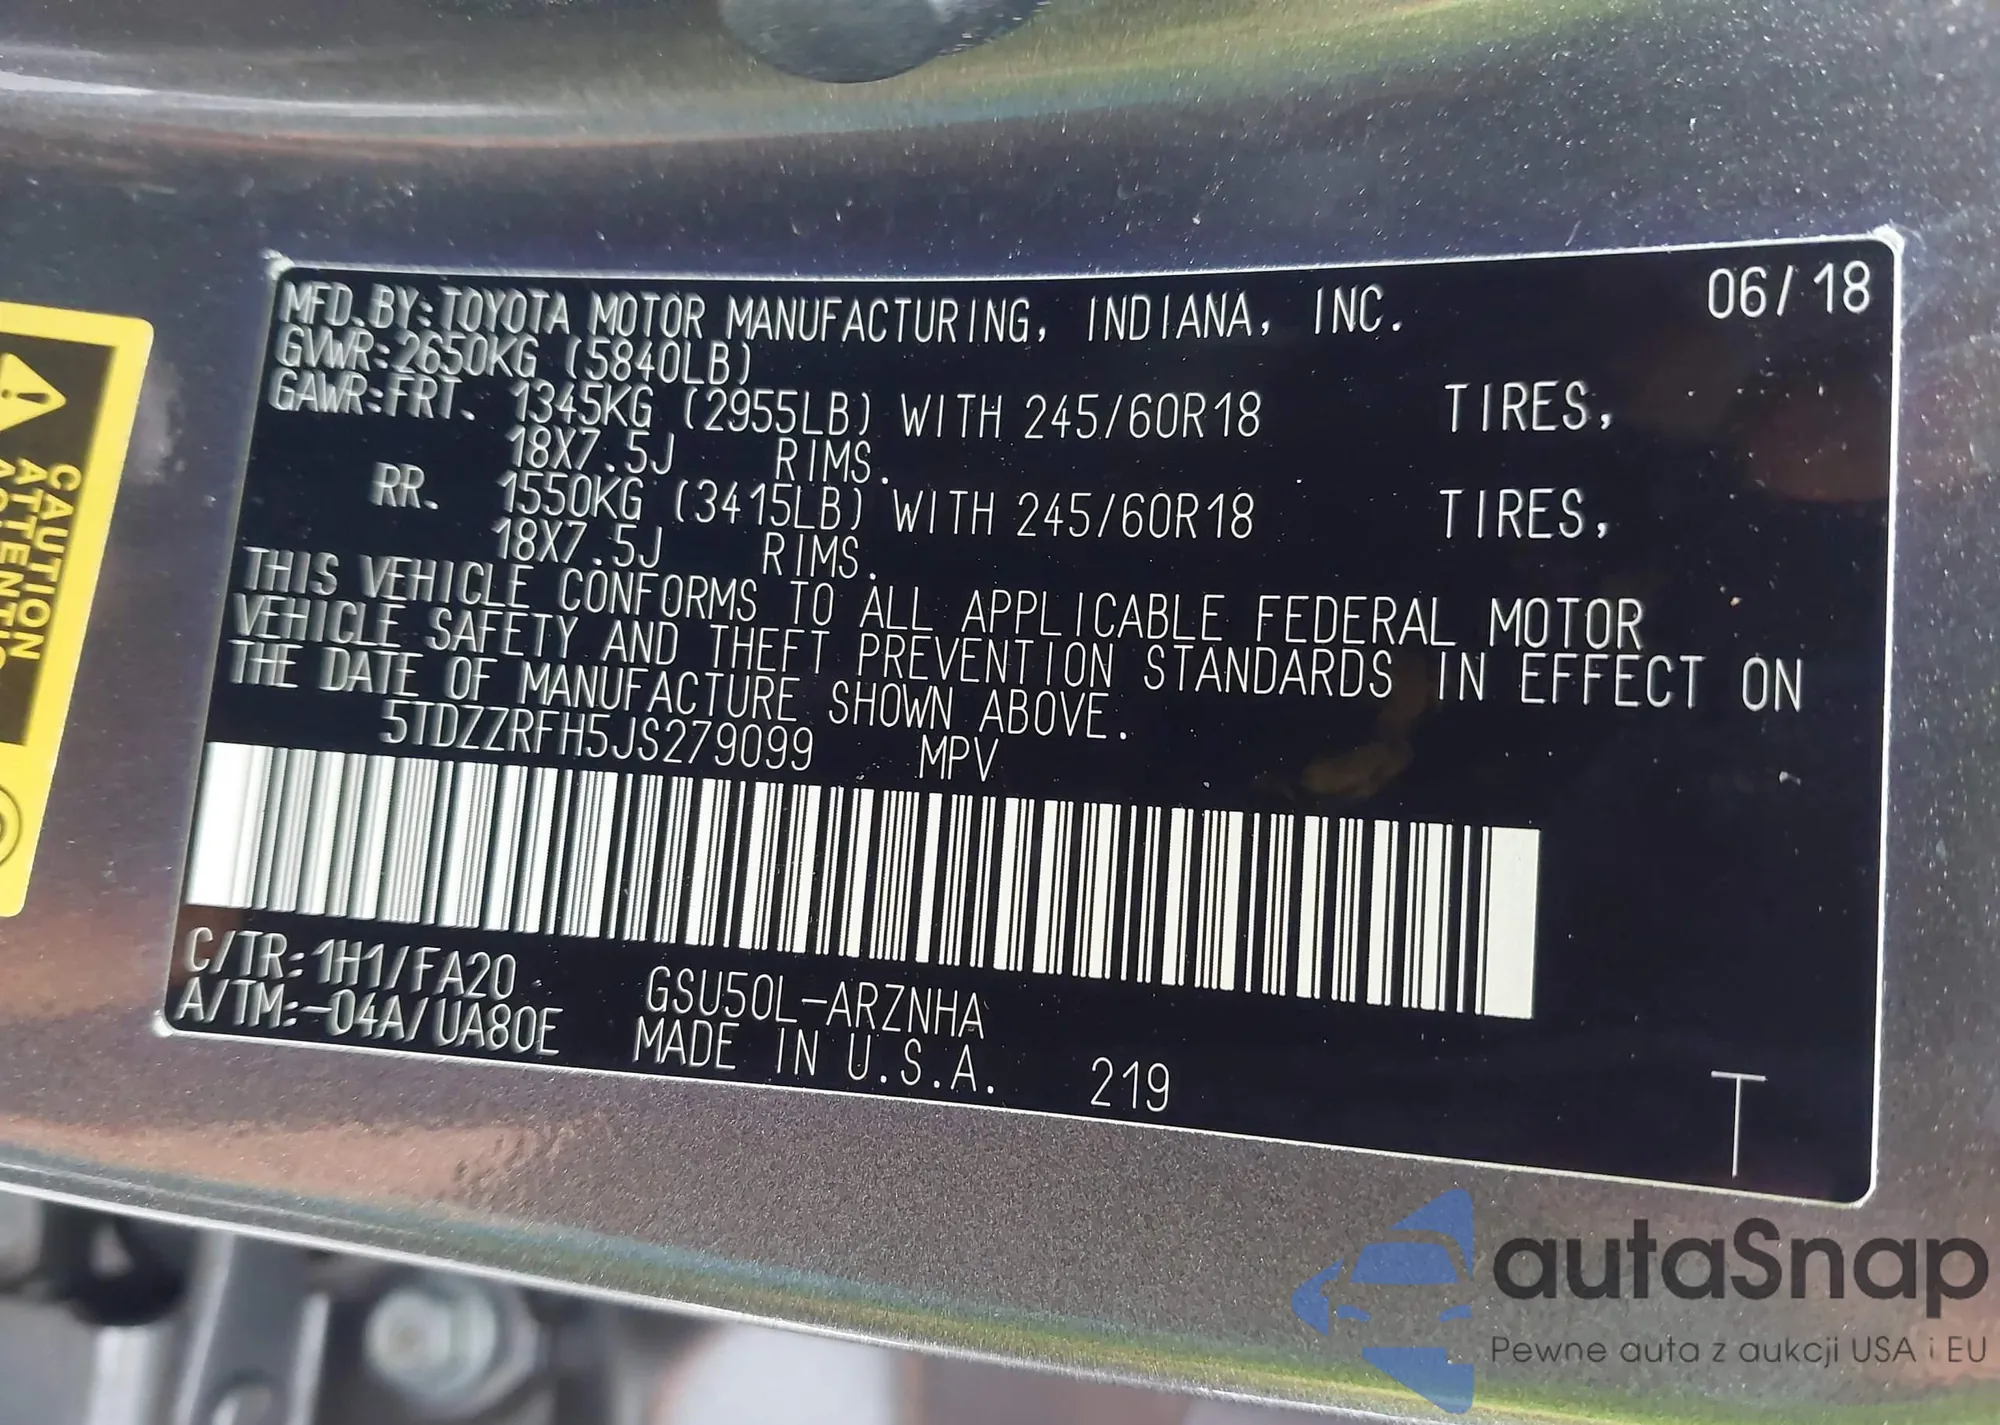 MFD.BY:TOYOTA MOTOR MANUFACTURING, INDIANA, INC. 06/18
GVWR:2650KG (5840LB)
GAWR:FRT. 1345KG (2955LB) WITH 245/60R18 TIRES,
18X7.5J RIMS.
RR. 1550KG (3415LB) WITH 245/60R18 TIRES,
18X7.5J RIMS.
THIS VEHICLE CONFORMS TO ALL APPLICABLE FEDERAL MOTOR
VEHICLE SAFETY AND THEFT PREVENTION STANDARDS IN EFFECT ON
THE DATE OF MANUFACTURE SHOWN ABOVE.
5TDZZRFH5JS279099 MPV
C/TR:1H1/FA20 GSU50L-ARZNHA
A/TM:-04A/UA80E MADE IN U.S.A. 219
T
CAUTION
autaSnap
Pewne auta z aukcji USA i EU